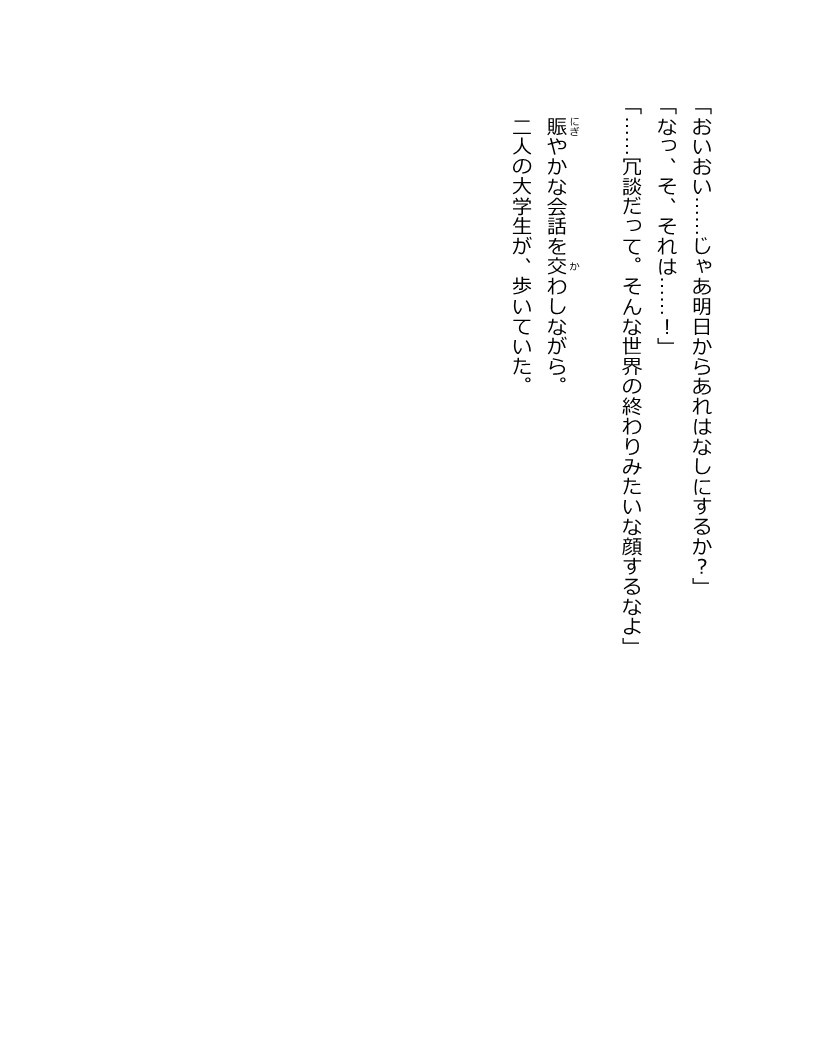 「おいおい……じゃあ明日からあれはなしにするか？」
「なっ、そ、それは……！」
「……冗談だって。そんな世界の終わりみたいな顔するなよ」
賑やかな会話を交わしながら。
二人の大学生が、歩いていた。